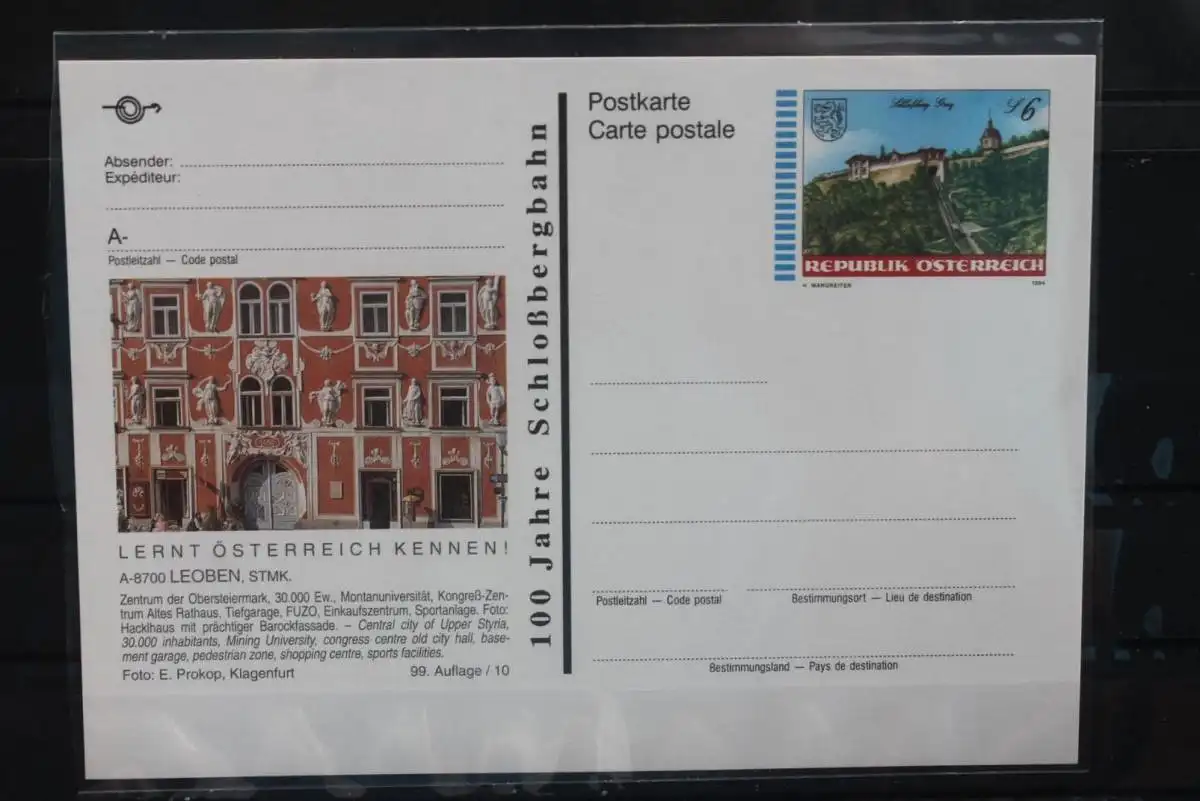 Absender:
Expéditeur:
A-
Postleitzahl — Code postal
LERNT ÖSTERREICH KENNEN!
A-8700 LEOBEN, STMK.
Zentrum der Obersteiermark, 30.000 Ew., Montanuniversität, Kongreß-Zen-
trum Altes Rathaus, Tiefgarage, FUZO, Einkaufszentrum, Sportanlage. Foto:
Hacklhaus mit prächtiger Barockfassade. – Central city of Upper Styria,
30.000 inhabitants, Mining University, congress centre old city hall, base-
ment garage, pedestrian zone, shopping centre, sports facilities.
Foto: E. Prokop, Klagenfurt
99. Auflage / 10
100 Jahre Schloßbergbahn
Postkarte
Carte postale
Schloßberg Graz
S 6
REPUBLIK ÖSTERREICH
H. MARGREITER
1994
Postleitzahl — Code postal
Bestimmungsort — Lieu de destination
Bestimmungsland — Pays de destination